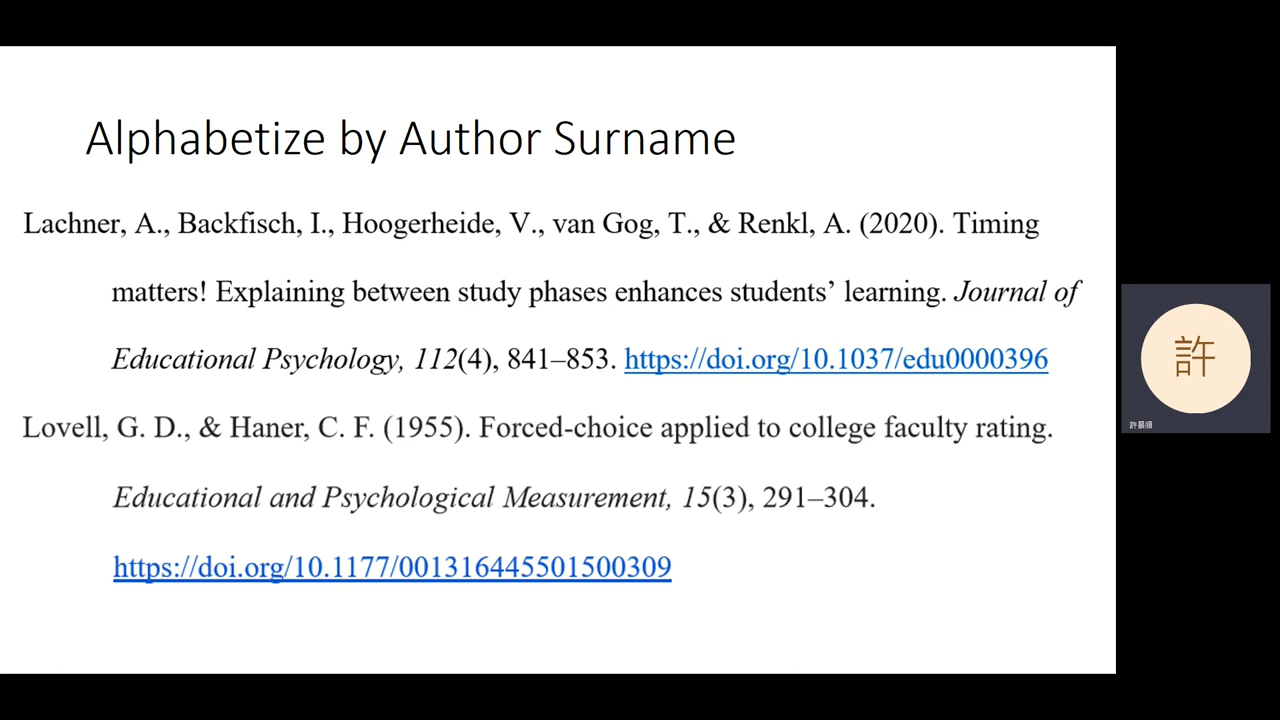 Alphabetize by Author Surname
Lachner, A., Backfisch, I., Hoogerheide, V., van Gog, T., & Renkl, A. (2020). Timing
matters! Explaining between study phases enhances students’ learning. Journal of
Educational Psychology, 112(4), 841–853. https://doi.org/10.1037/edu0000396
Lovell, G. D., & Haner, C. F. (1955). Forced-choice applied to college faculty rating.
Educational and Psychological Measurement, 15(3), 291–304.
https://doi.org/10.1177/001316445501500309
許
許景順